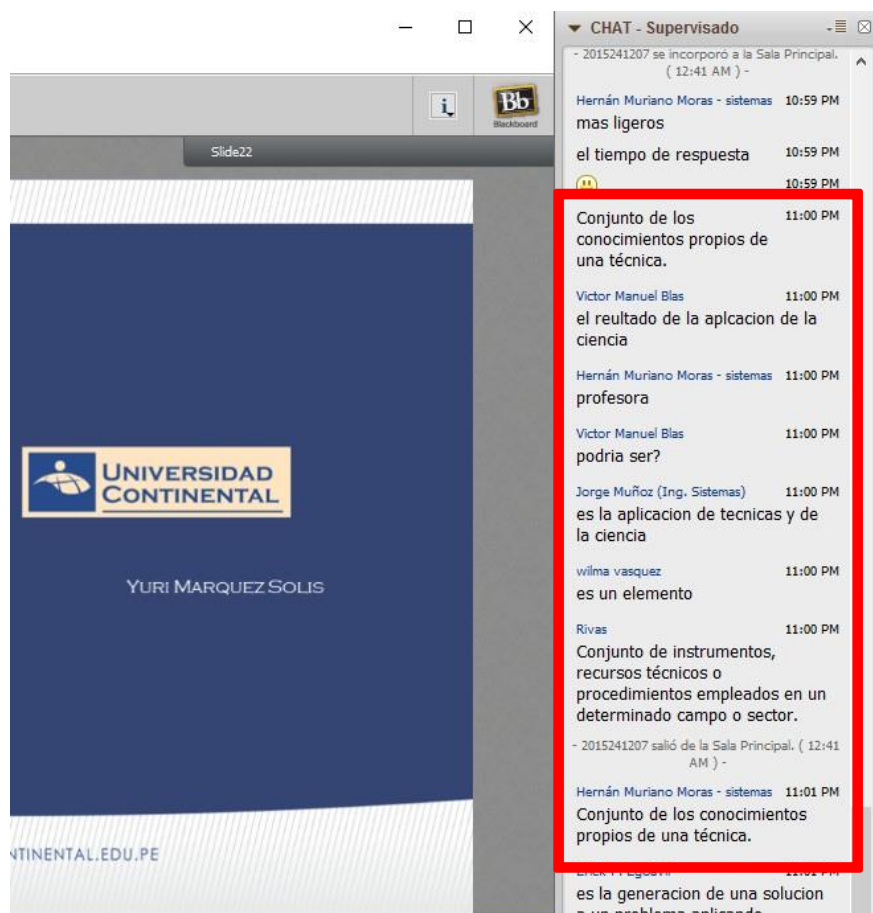 CHAT - Supervisado
- 2015241207 se incorporó a la Sala Principal.
( 12:41 AM ) -
Hernán Muriano Moras - sistemas 10:59 PM
mas ligeros
el tiempo de respuesta 10:59 PM
10:59 PM
Conjunto de los 11:00 PM
conocimientos propios de
una técnica.
Victor Manuel Blas 11:00 PM
el reultado de la aplcacion de la
ciencia
Hernán Muriano Moras - sistemas 11:00 PM
profesora
Victor Manuel Blas 11:00 PM
podria ser?
Jorge Muñoz (Ing. Sistemas) 11:00 PM
es la aplicacion de tecnicas y de
la ciencia
wilma vasquez 11:00 PM
es un elemento
Rivas 11:00 PM
Conjunto de instrumentos,
recursos técnicos o
procedimientos empleados en un
determinado campo o sector.
- 2015241207 salió de la Sala Principal. ( 12:41
AM ) -
Hernán Muriano Moras - sistemas 11:01 PM
Conjunto de los conocimientos
propios de una técnica.
es la generacion de una solucion
a un problema aplicando
i
Bb
Blackboard
Slide22
UNIVERSIDAD
CONTINENTAL
YURI MARQUEZ SOLIS
NTINENTAL.EDU.PE